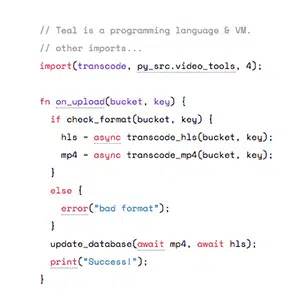 // Teal is a programming language & VM.
// other imports...
import(transcode, py_src.video_tools, 4);
fn on_upload(bucket, key) {
if check_format(bucket, key) {
hls = async transcode_hls(bucket, key);
mp4 = async transcode_mp4(bucket, key);
}
else {
error("bad format");
}
update_database(await mp4, await hls);
print("Success!");
}